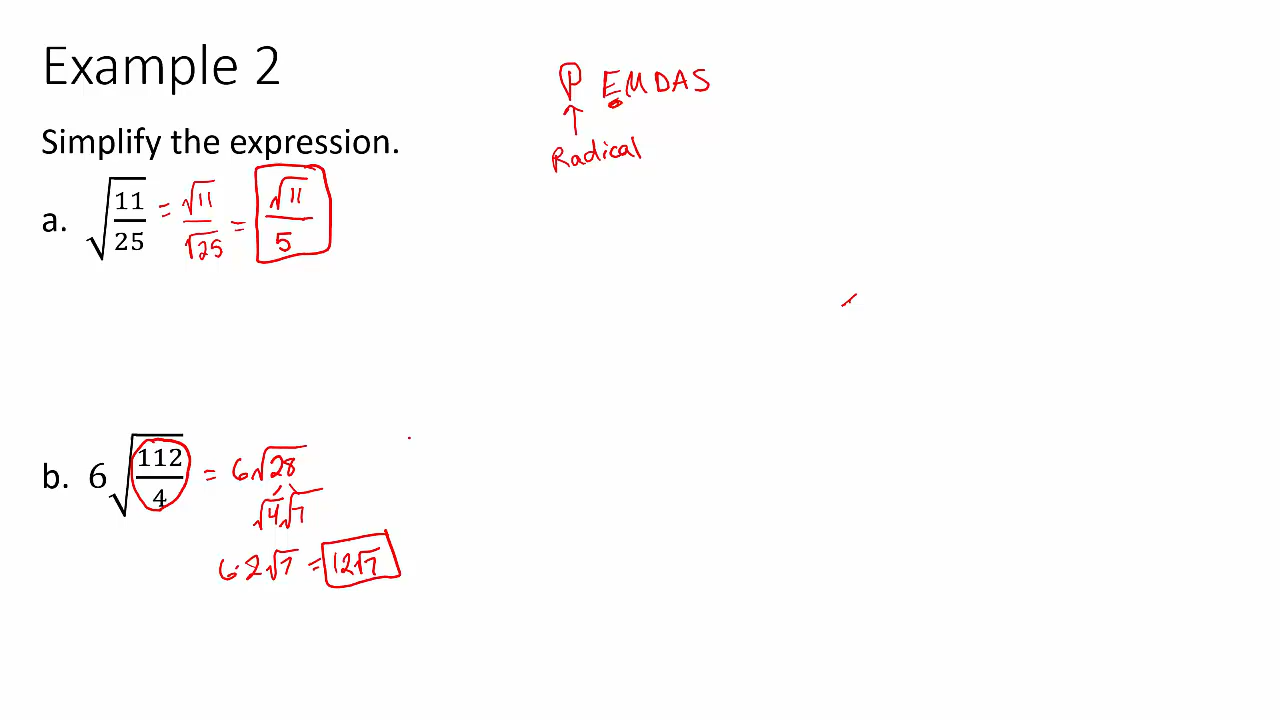 Example 2
PEMDAS
Radical
Simplify the expression.
a. √(11/25) = √11/√25 = √11/5
b. 6√(112/4) = 6√28
√4√7
6·2√7 = 12√7